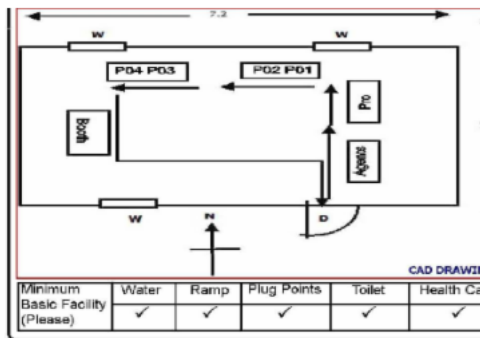 7.2
W W
P04 P03 P02 P01
Booth
Pro
Agents
W N D
CAD DRAWIN
Minimum Basic Facility (Please) Water Ramp Plug Points Toilet Health Ca
✓ ✓ ✓ ✓ ✓